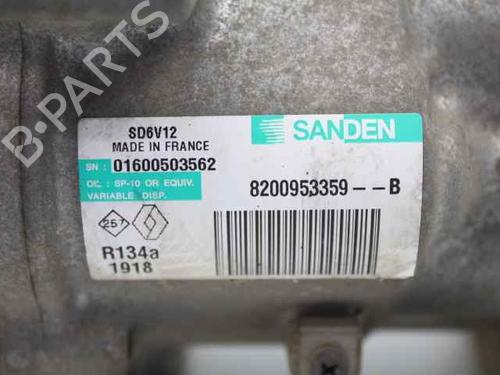 SD6V12
MADE IN FRANCE
SANDEN
SN : 01600503562
OIL : SP-10 OR EQUIV.
VARIABLE DISP.
8200953359--B
257
R134a
1918
B-PARTS